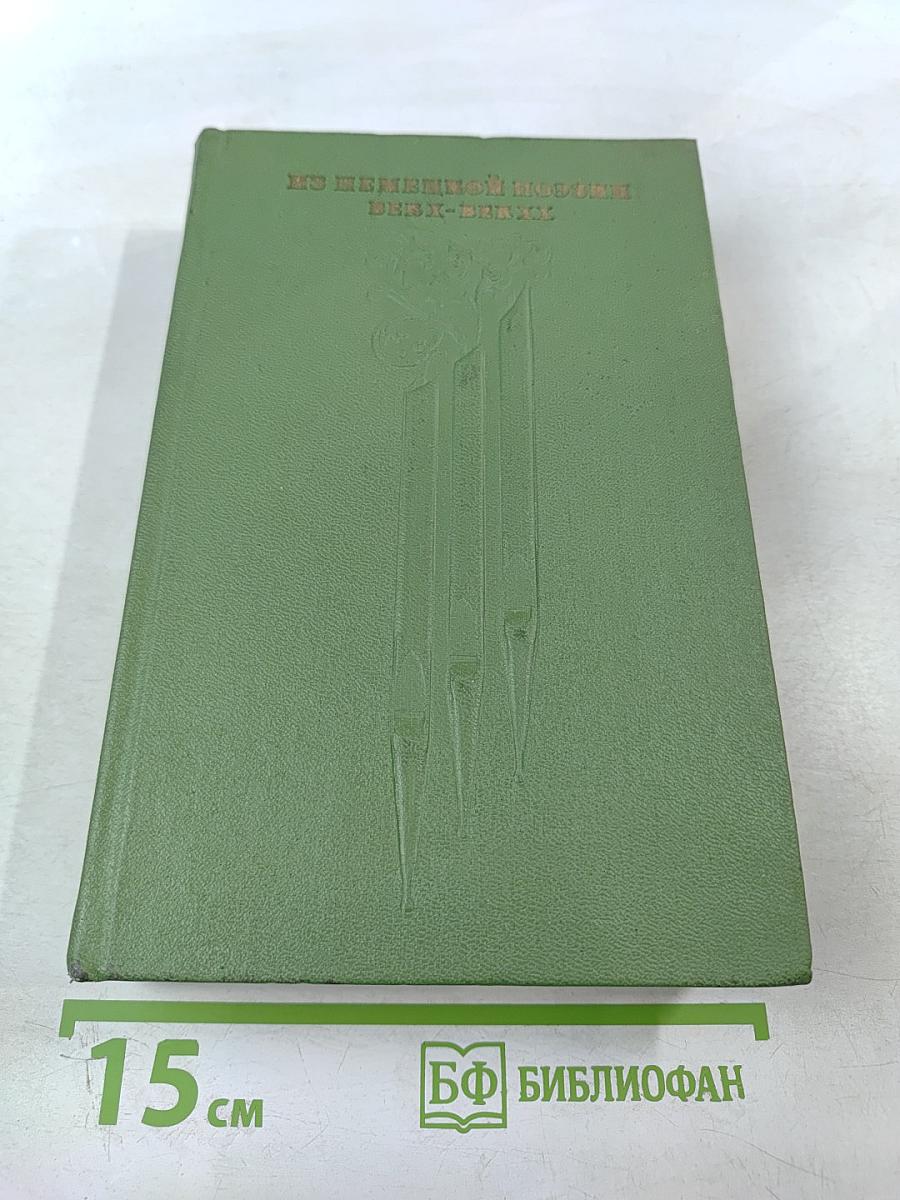 ИЗ НЕМЕЦКОЙ ПОЭЗИИ
ВЕК X - ВЕК XX
15 см
БФ БИБЛИОФАН